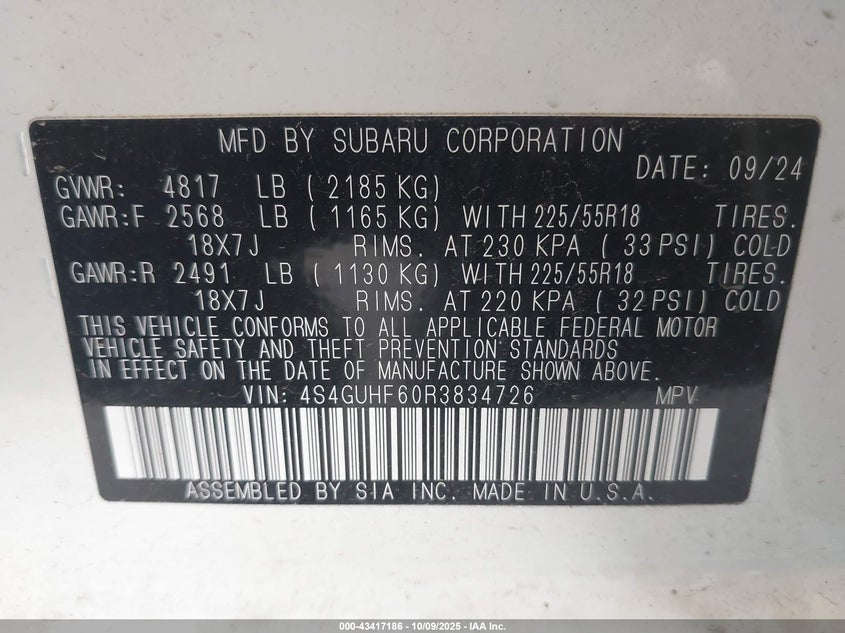 MFD BY SUBARU CORPORATION
DATE: 09/24
GVWR: 4817 LB ( 2185 KG)
GAWR:F 2568 LB ( 1165 KG) WITH 225/55R18 TIRES.
18X7J RIMS. AT 230 KPA ( 33 PSI) COLD
GAWR:R 2491 LB ( 1130 KG) WITH 225/55R18 TIRES.
18X7J RIMS. AT 220 KPA ( 32 PSI) COLD
THIS VEHICLE CONFORMS TO ALL APPLICABLE FEDERAL MOTOR
VEHICLE SAFETY AND THEFT PREVENTION STANDARDS
IN EFFECT ON THE DATE OF MANUFACTURE SHOWN ABOVE.
VIN: 4S4GUHF60R3834726 MPV
ASSEMBLED BY SIA INC. MADE IN U.S.A.
000-43417186 - 10/09/2025 - IAA Inc.